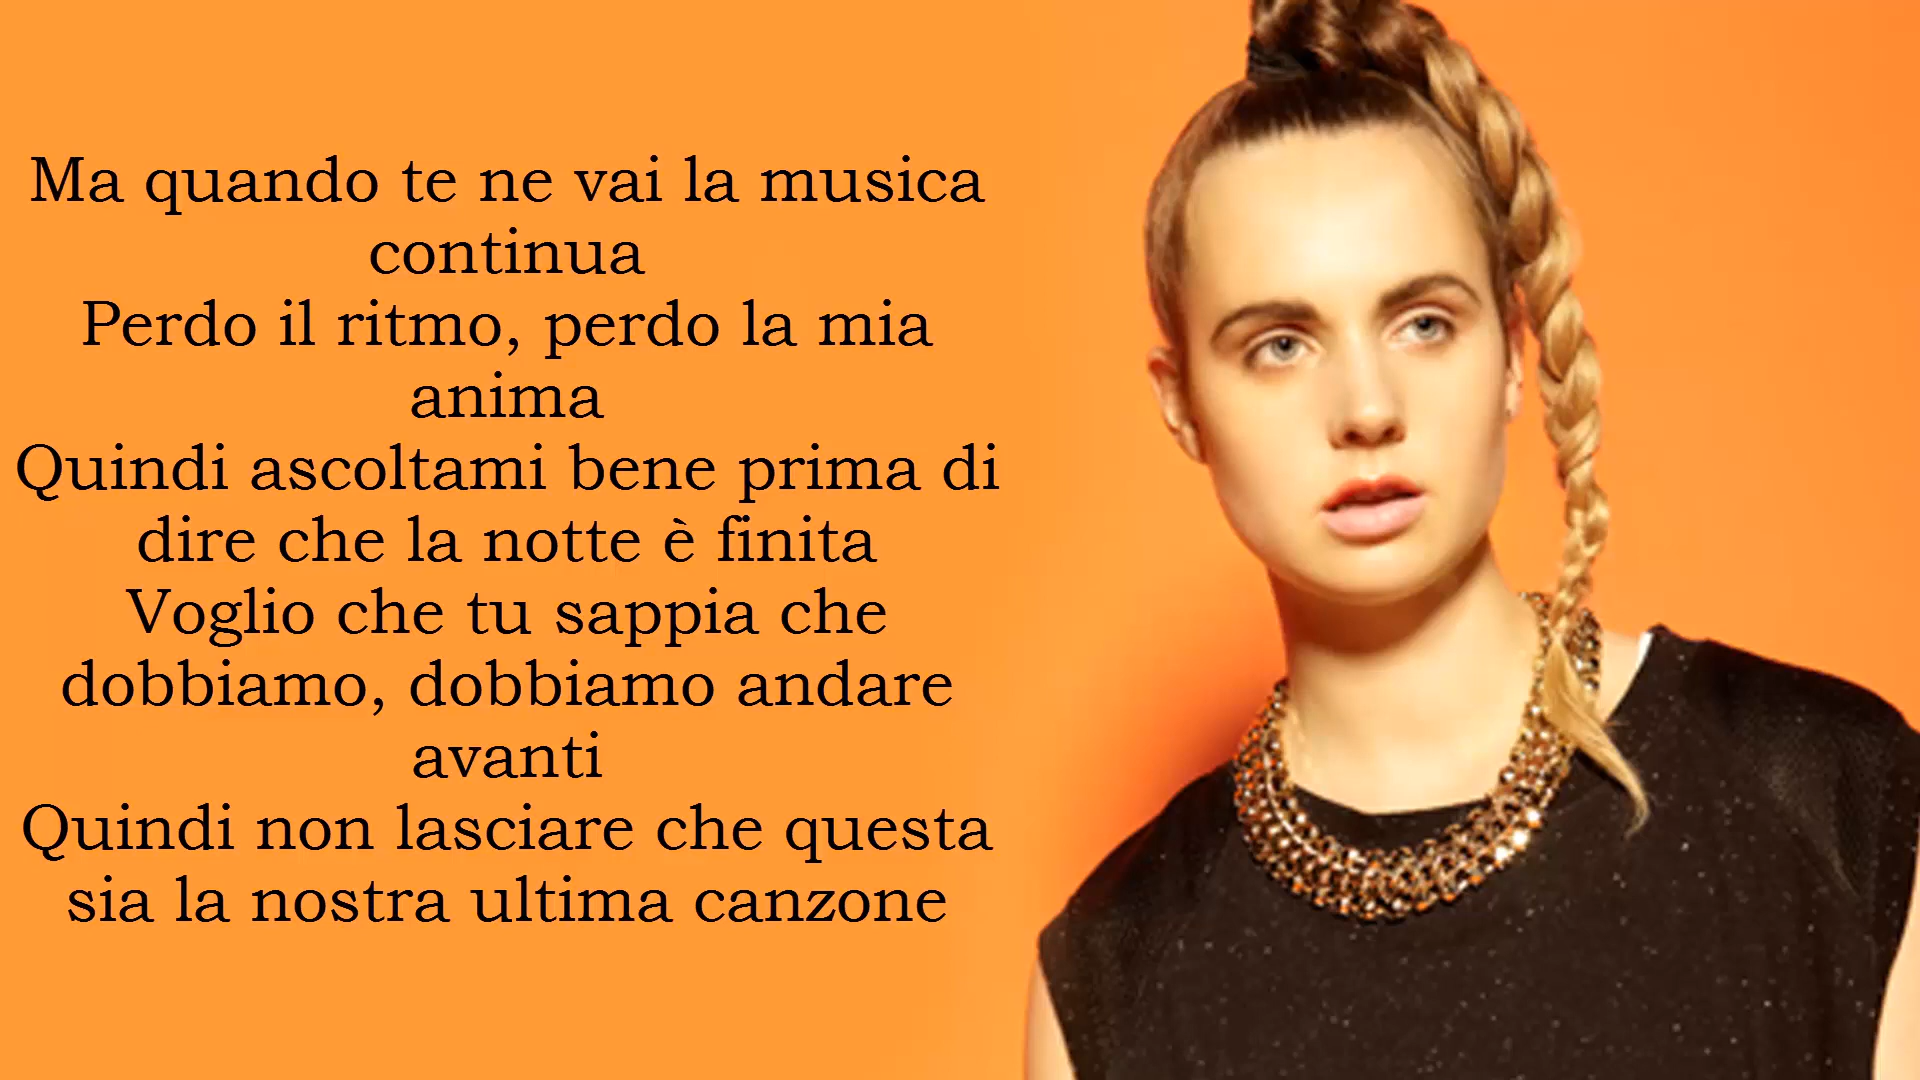 Ma quando te ne vai la musica
continua
Perdo il ritmo, perdo la mia
anima
Quindi ascoltami bene prima di
dire che la notte è finita
Voglio che tu sappia che
dobbiamo, dobbiamo andare
avanti
Quindi non lasciare che questa
sia la nostra ultima canzone